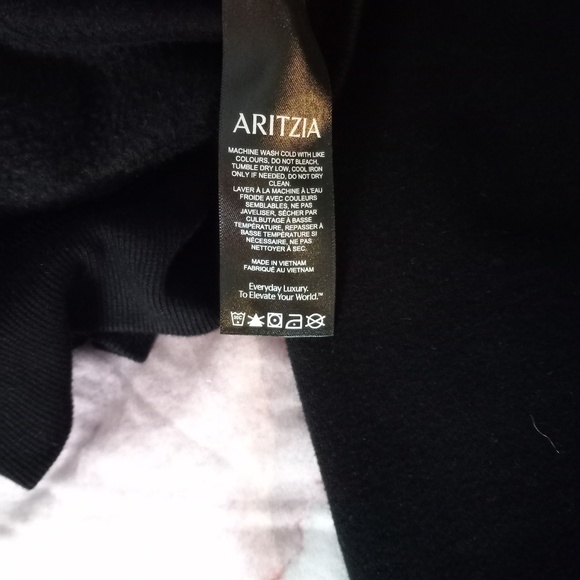 ARITZIA
MACHINE WASH COLD WITH LIKE
COLOURS, DO NOT BLEACH,
TUMBLE DRY LOW, COOL IRON
ONLY IF NEEDED, DO NOT DRY
CLEAN.
LAVER À LA MACHINE À L'EAU
FROIDE AVEC COULEURS
SEMBLABLES, NE PAS
JAVELISER, SÉCHER PAR
CULBUTAGE À BASSE
TEMPÉRATURE, REPASSER À
BASSE TEMPÉRATURE SI
NÉCESSAIRE, NE PAS
NETTOYER À SEC.
MADE IN VIETNAM
FABRIQUÉ AU VIETNAM
Everyday Luxury.
To Elevate Your World.™